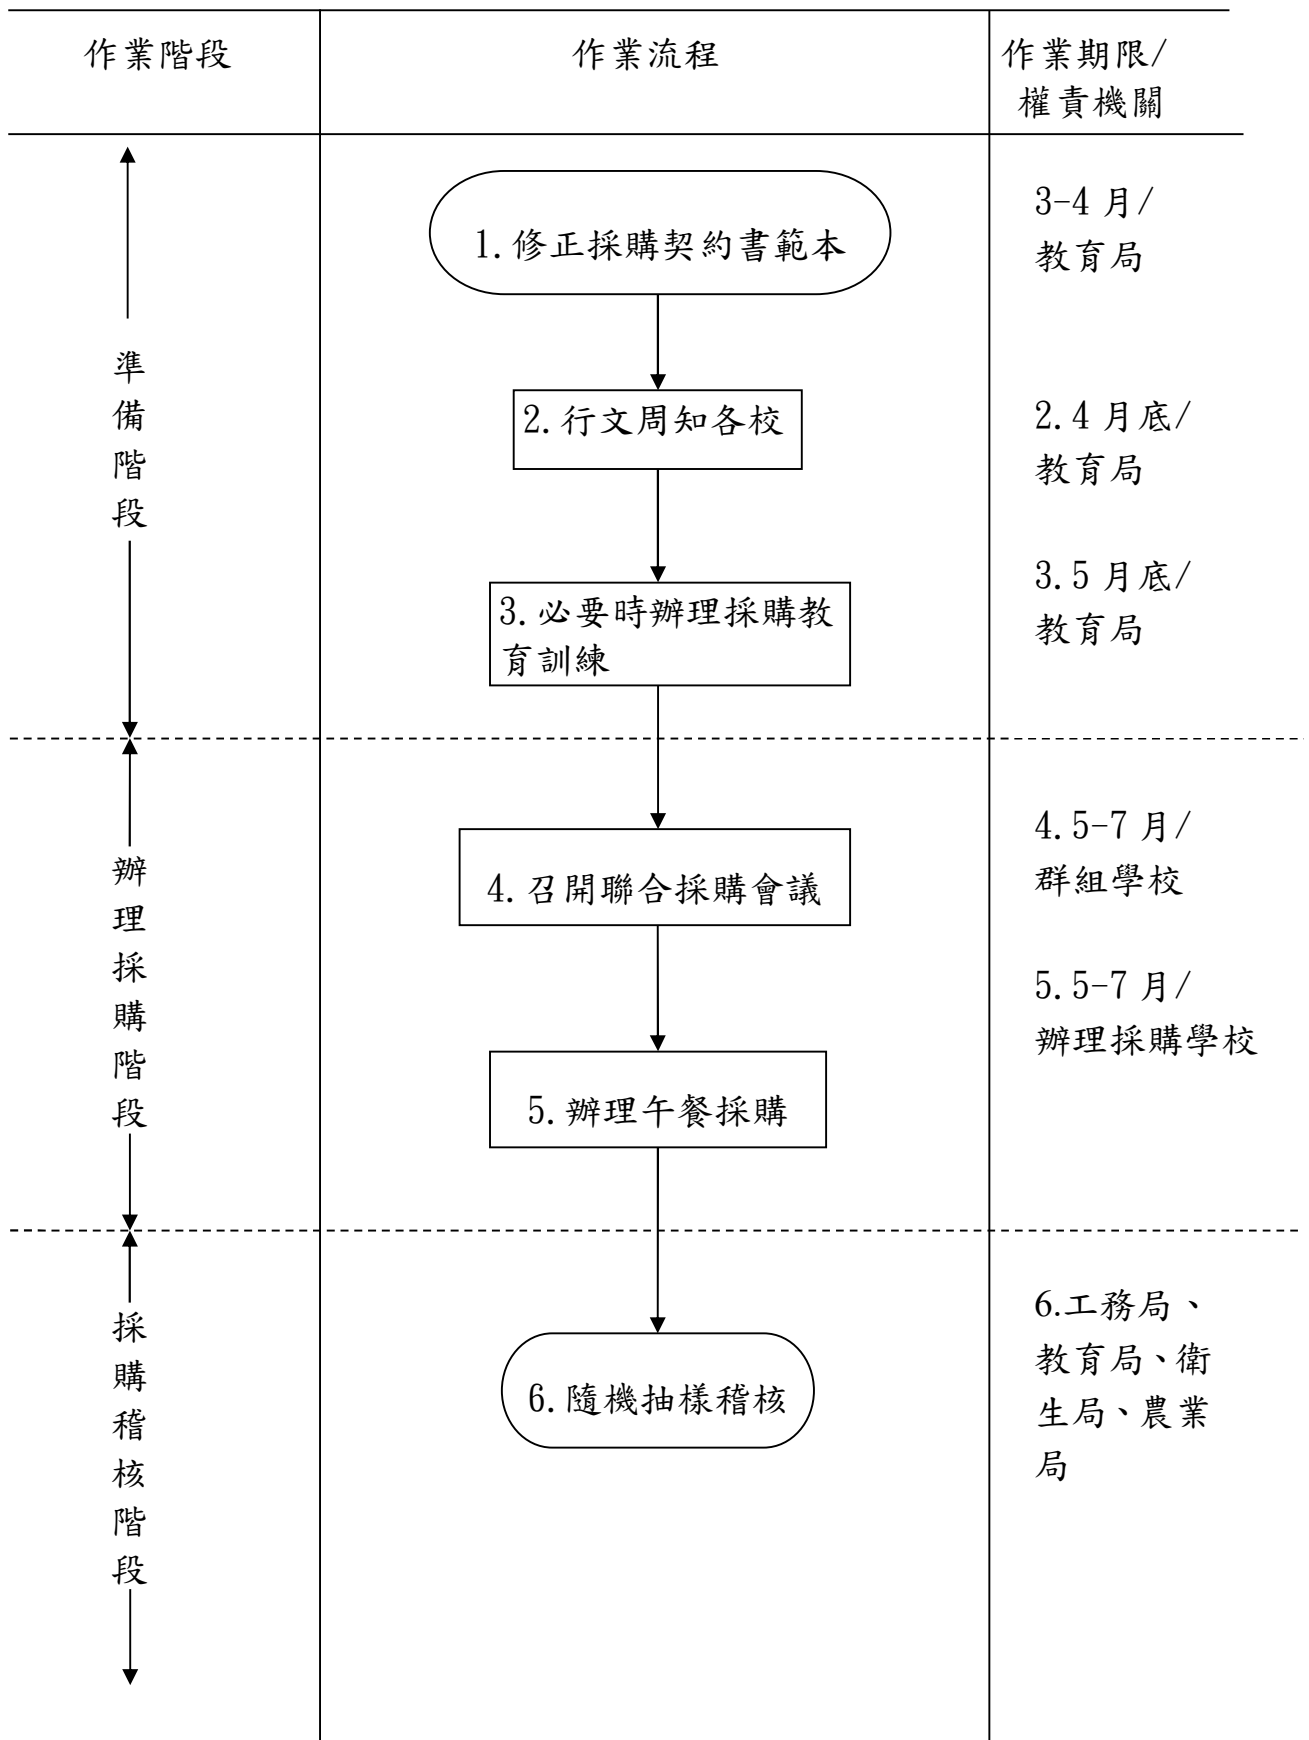 作業階段
作業流程
作業期限/
權責機關
準備階段
1.修正採購契約書範本
3-4 月/
教育局
2.行文周知各校
2.4 月底/
教育局
3.必要時辦理採購教
育訓練
3.5 月底/
教育局
辦理採購階段
4.召開聯合採購會議
4.5-7 月/
群組學校
5.辦理午餐採購
5.5-7 月/
辦理採購學校
採購稽核階段
6.隨機抽樣稽核
6.工務局、
教育局、衛
生局、農業
局